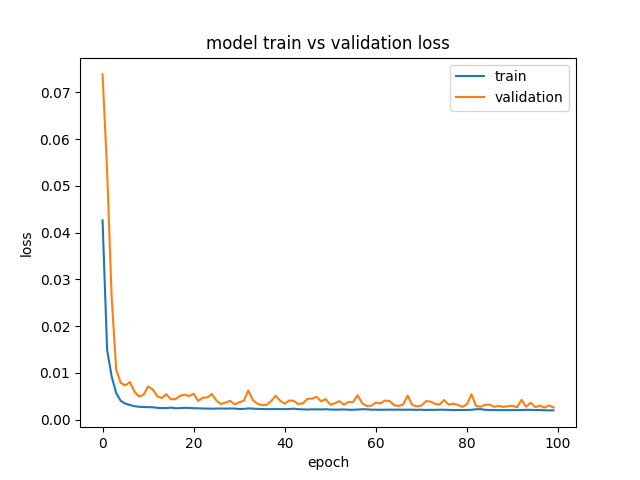 model train vs validation loss
train
validation
0.07
0.06
0.05
0.04
0.03
0.02
0.01
0.00
loss
0 20 40 60 80 100
epoch